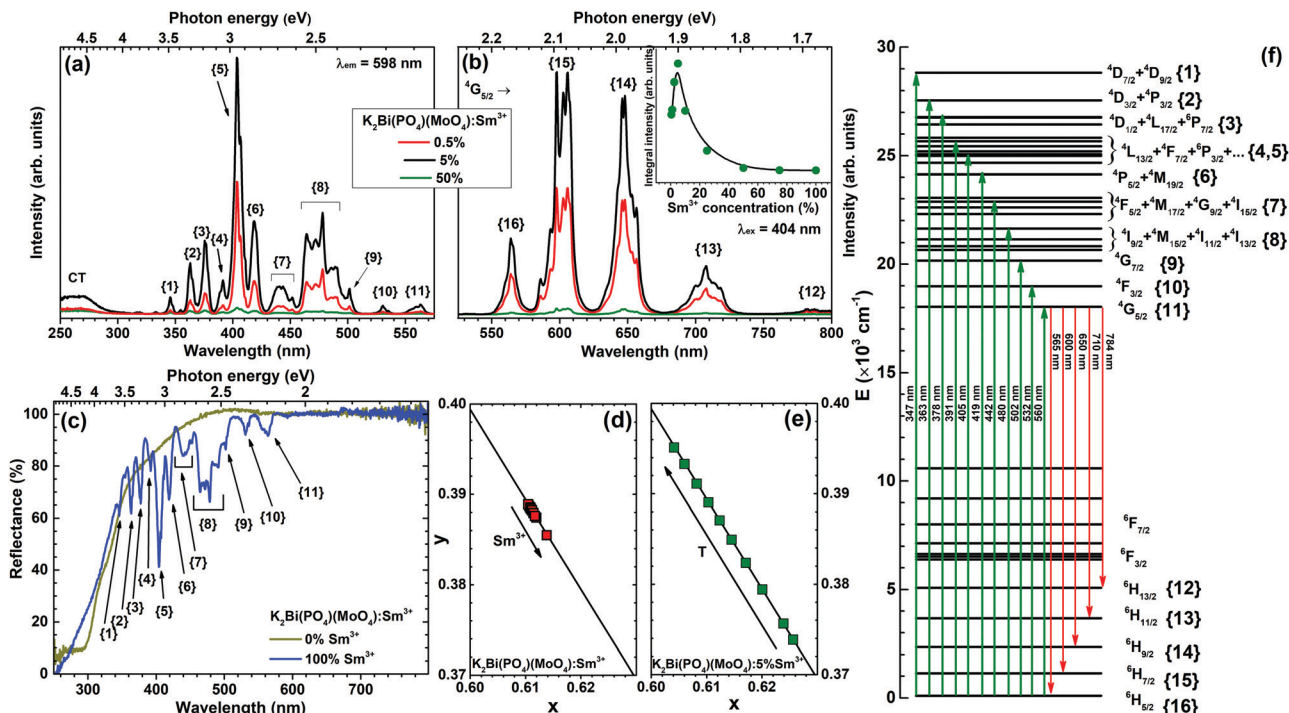 Photon energy (eV)
4.5 4 3.5 3 2.5
(a)
λem = 598 nm
{5}
K2Bi(PO4)(MoO4):Sm3+
0.5%
5%
50%
CT
{1}
{2}
{3}
{4}
{6}
{7}
{8}
{9}
{10}
{11}
Intensity (arb. units)
250 300 350 400 450 500 550
Wavelength (nm)
Photon energy (eV)
2.2 2.1 2 1.9 1.8 1.7
(b)
4G5/2 →
{15}
{14}
{16}
{13}
{12}
Integral intensity (arb. units)
0 20 40 60 80 100
Sm3+ concentration (%)
λex = 404 nm
Intensity (arb. units)
550 600 650 700 750 800
Wavelength (nm)
Photon energy (eV)
4.5 4 3.5 3 2.5 2
(c)
Reflectance (%)
100
80
60
40
20
0
{1}
{2}
{3}
{4}
{5}
{6}
{7}
{8}
{9}
{10}
{11}
K2Bi(PO4)(MoO4):Sm3+
0% Sm3+
100% Sm3+
300 400 500 600 700 800
Wavelength (nm)
0.40
0.39
0.38
0.37
y
(d)
Sm3+
K2Bi(PO4)(MoO4):Sm3+
0.60 0.61 0.62
x
(e)
T
K2Bi(PO4)(MoO4):5%Sm3+
0.60 0.61 0.62
x
0.40
0.39
0.38
0.37
y
(f)
E (×10³ cm⁻¹)
30
25
20
15
10
5
0
4D7/2+4D9/2 {1}
4D3/2+4P3/2 {2}
4D1/2+4L17/2+6P7/2 {3}
4L13/2+4F7/2+6P3/2+... {4,5}
4P5/2+4M19/2 {6}
4F5/2+4M17/2+4G9/2+4I15/2 {7}
4I9/2+4M15/2+4I11/2+4I13/2 {8}
4G7/2 {9}
4F3/2 {10}
4G5/2 {11}
347 nm
363 nm
378 nm
391 nm
405 nm
419 nm
442 nm
480 nm
502 nm
532 nm
560 nm
565 nm
600 nm
650 nm
710 nm
784 nm
6F7/2
6F3/2
6H13/2 {12}
6H11/2 {13}
6H9/2 {14}
6H7/2 {15}
6H5/2 {16}